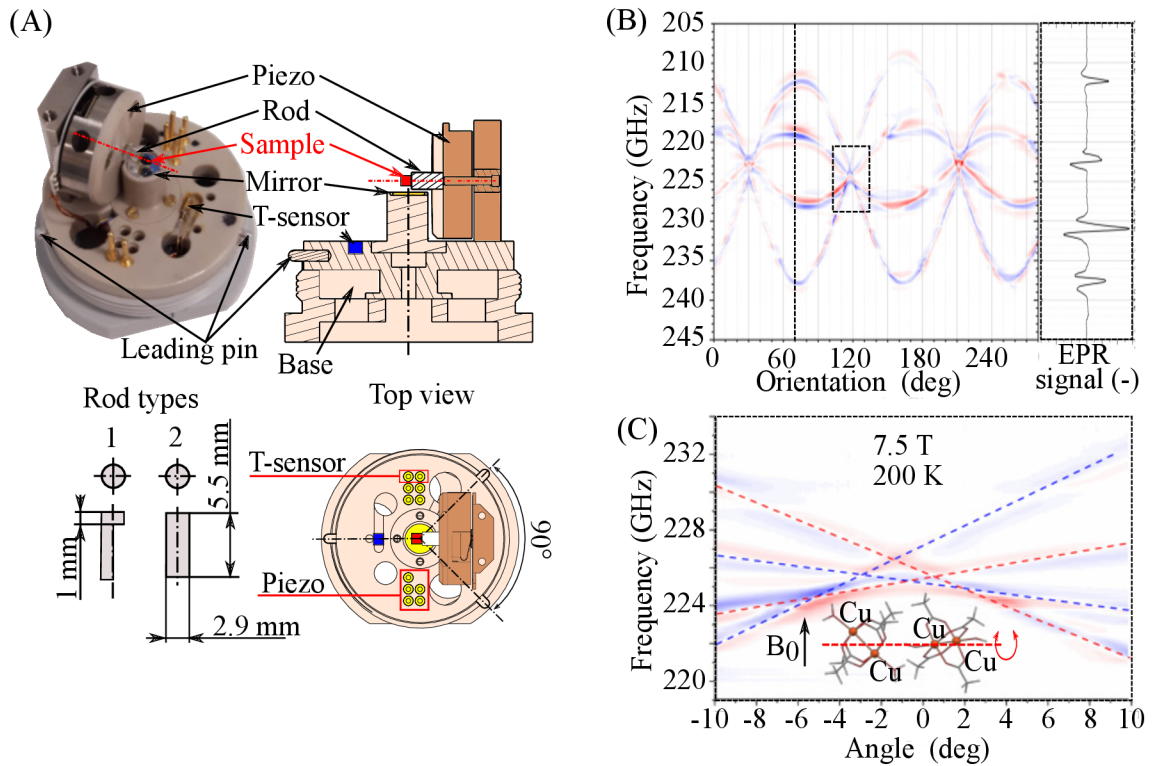 (A)
Piezo
Rod
Sample
Mirror
T-sensor
Leading pin
Base
Rod types
1
2
5.5 mm
1 mm
2.9 mm
Top view
T-sensor
Piezo
90°
(B)
205
210
215
220
225
230
235
240
245
Frequency (GHz)
0 60 120 180 240
Orientation (deg)
EPR
signal (-)
(C)
7.5 T
200 K
232
228
224
220
Frequency (GHz)
B0
Cu
Cu
Cu
Cu
-10 -8 -6 -4 -2 0 2 4 6 8 10
Angle (deg)